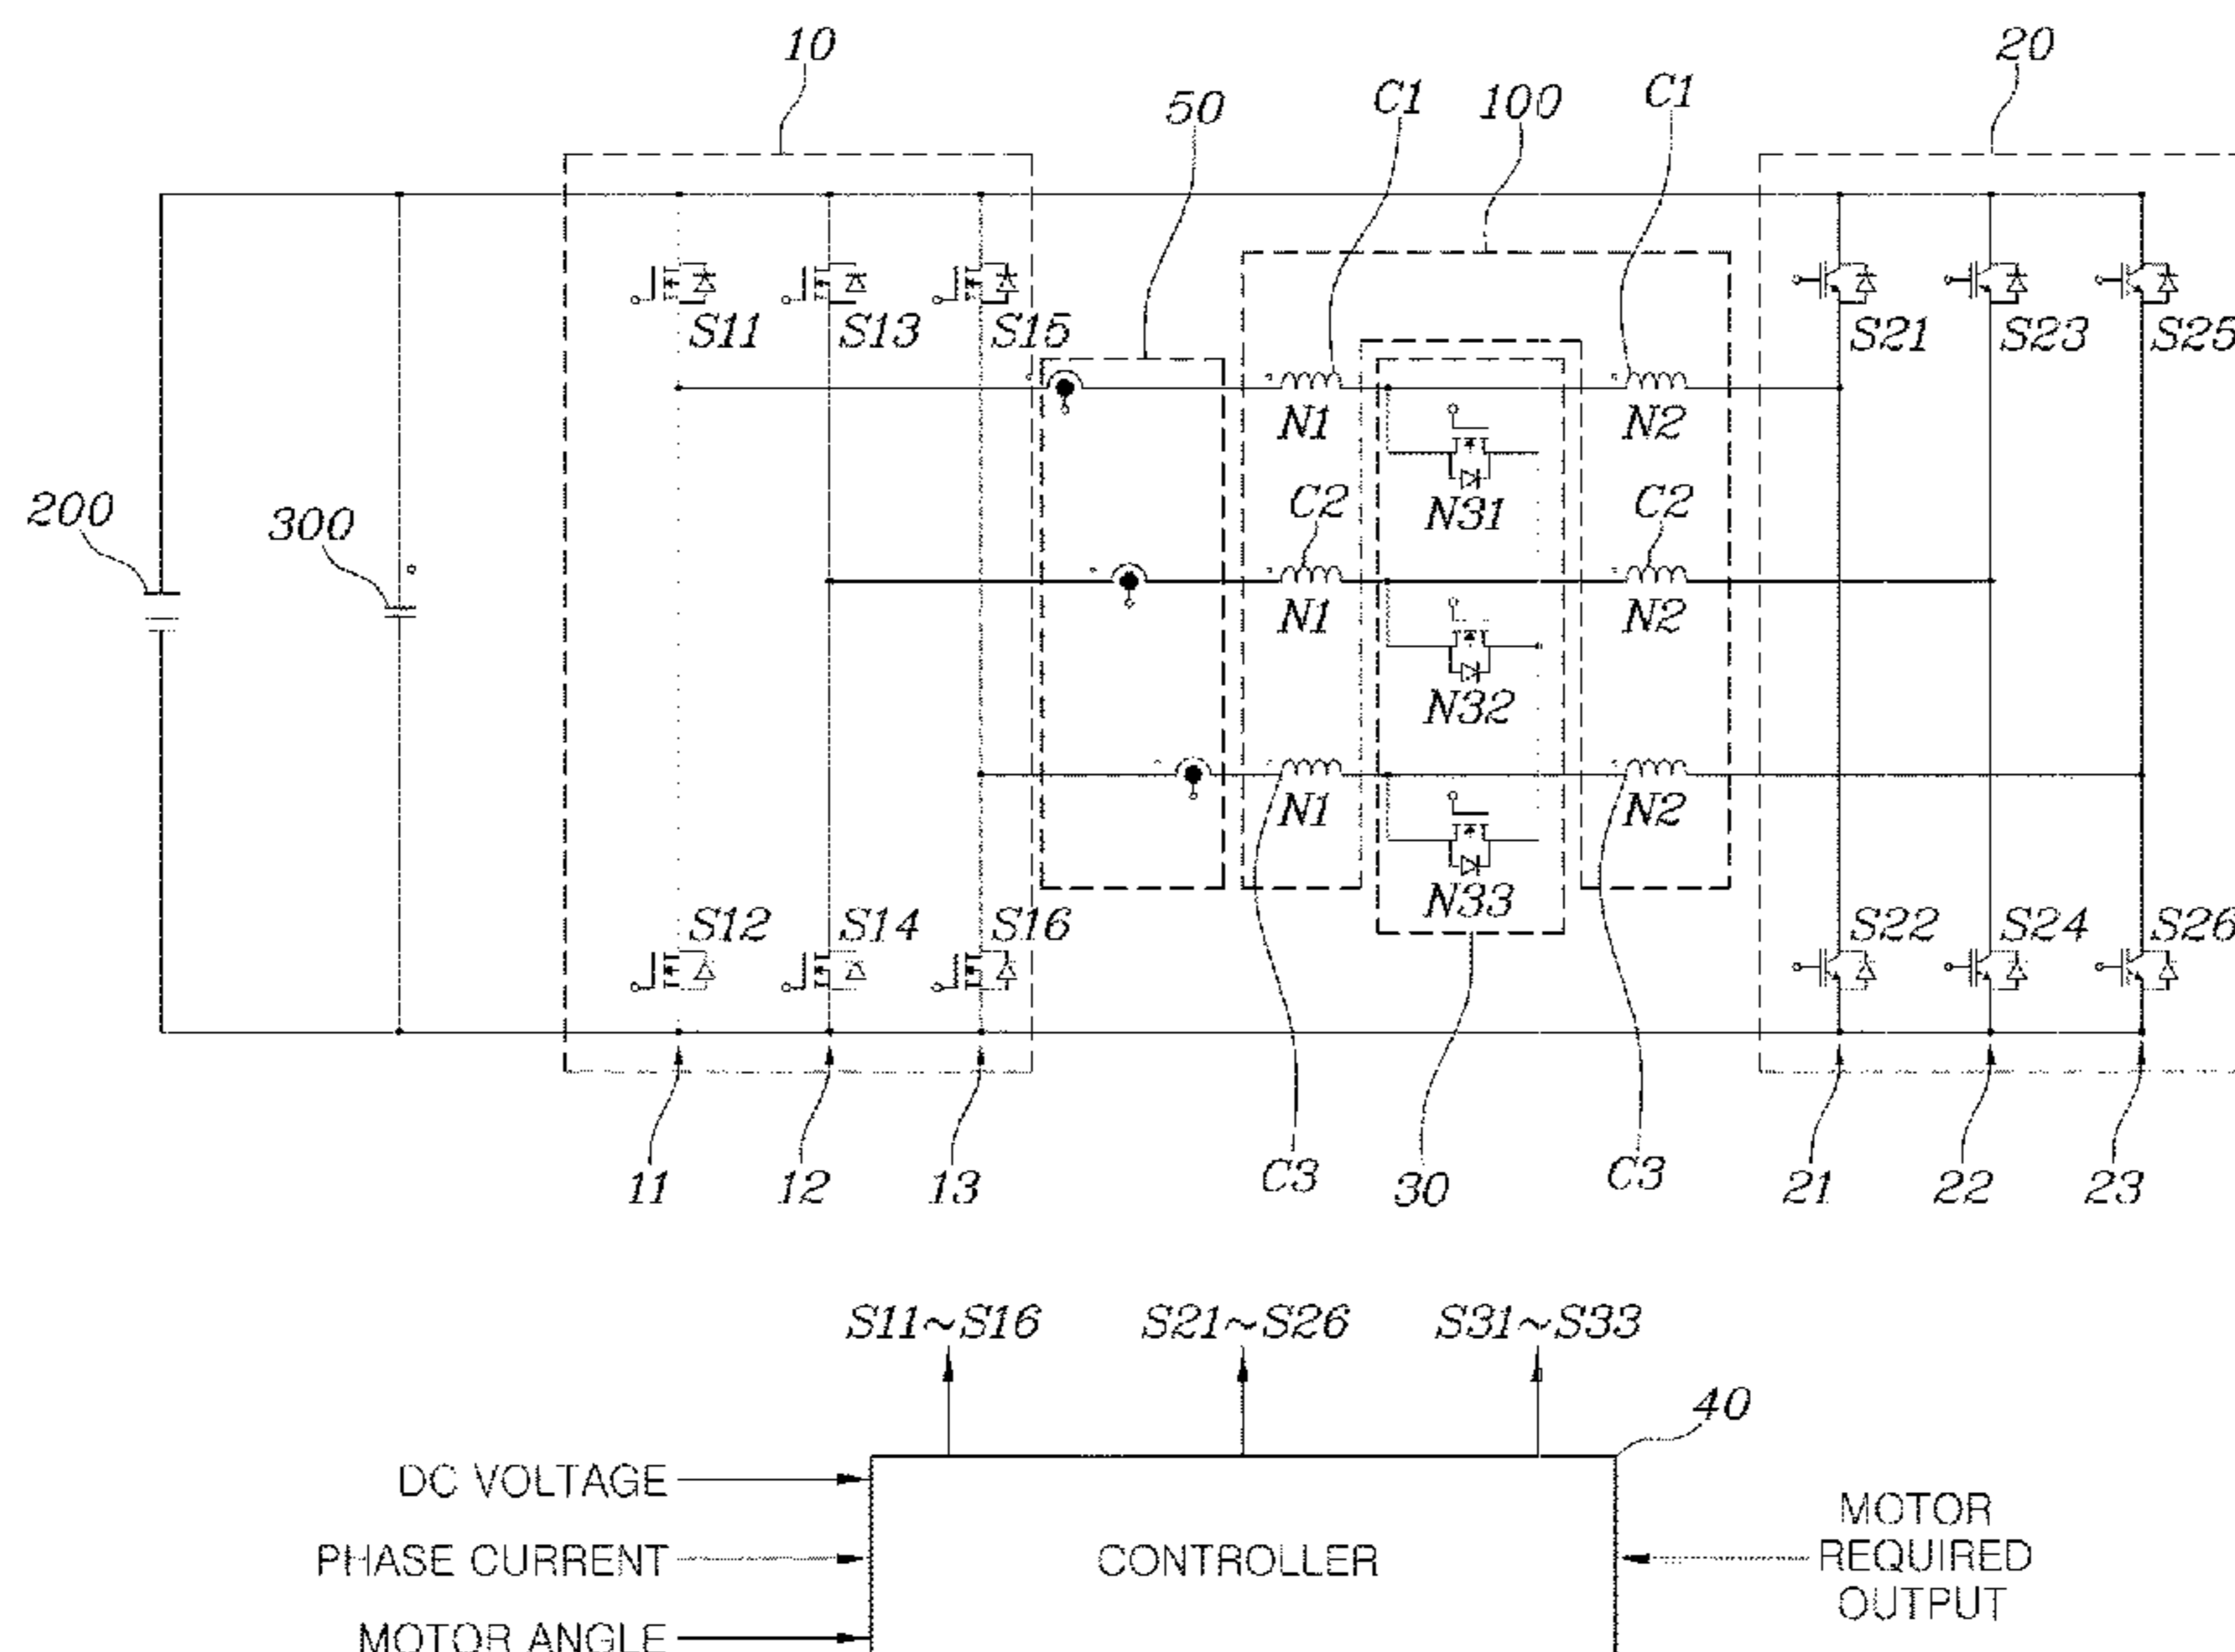 10
20
50
C1
100
C1
S11
S13
S15
S21
S23
S25
N1
N2
200
300
C2
N31
C2
N1
N2
N32
N1
N2
N33
S12
S14
S16
S22
S24
S26
11
12
13
C3
30
C3
21
22
23
S11~S16
S21~S26
S31~S33
40
DC VOLTAGE
PHASE CURRENT
MOTOR ANGLE
CONTROLLER
MOTOR
REQUIRED
OUTPUT